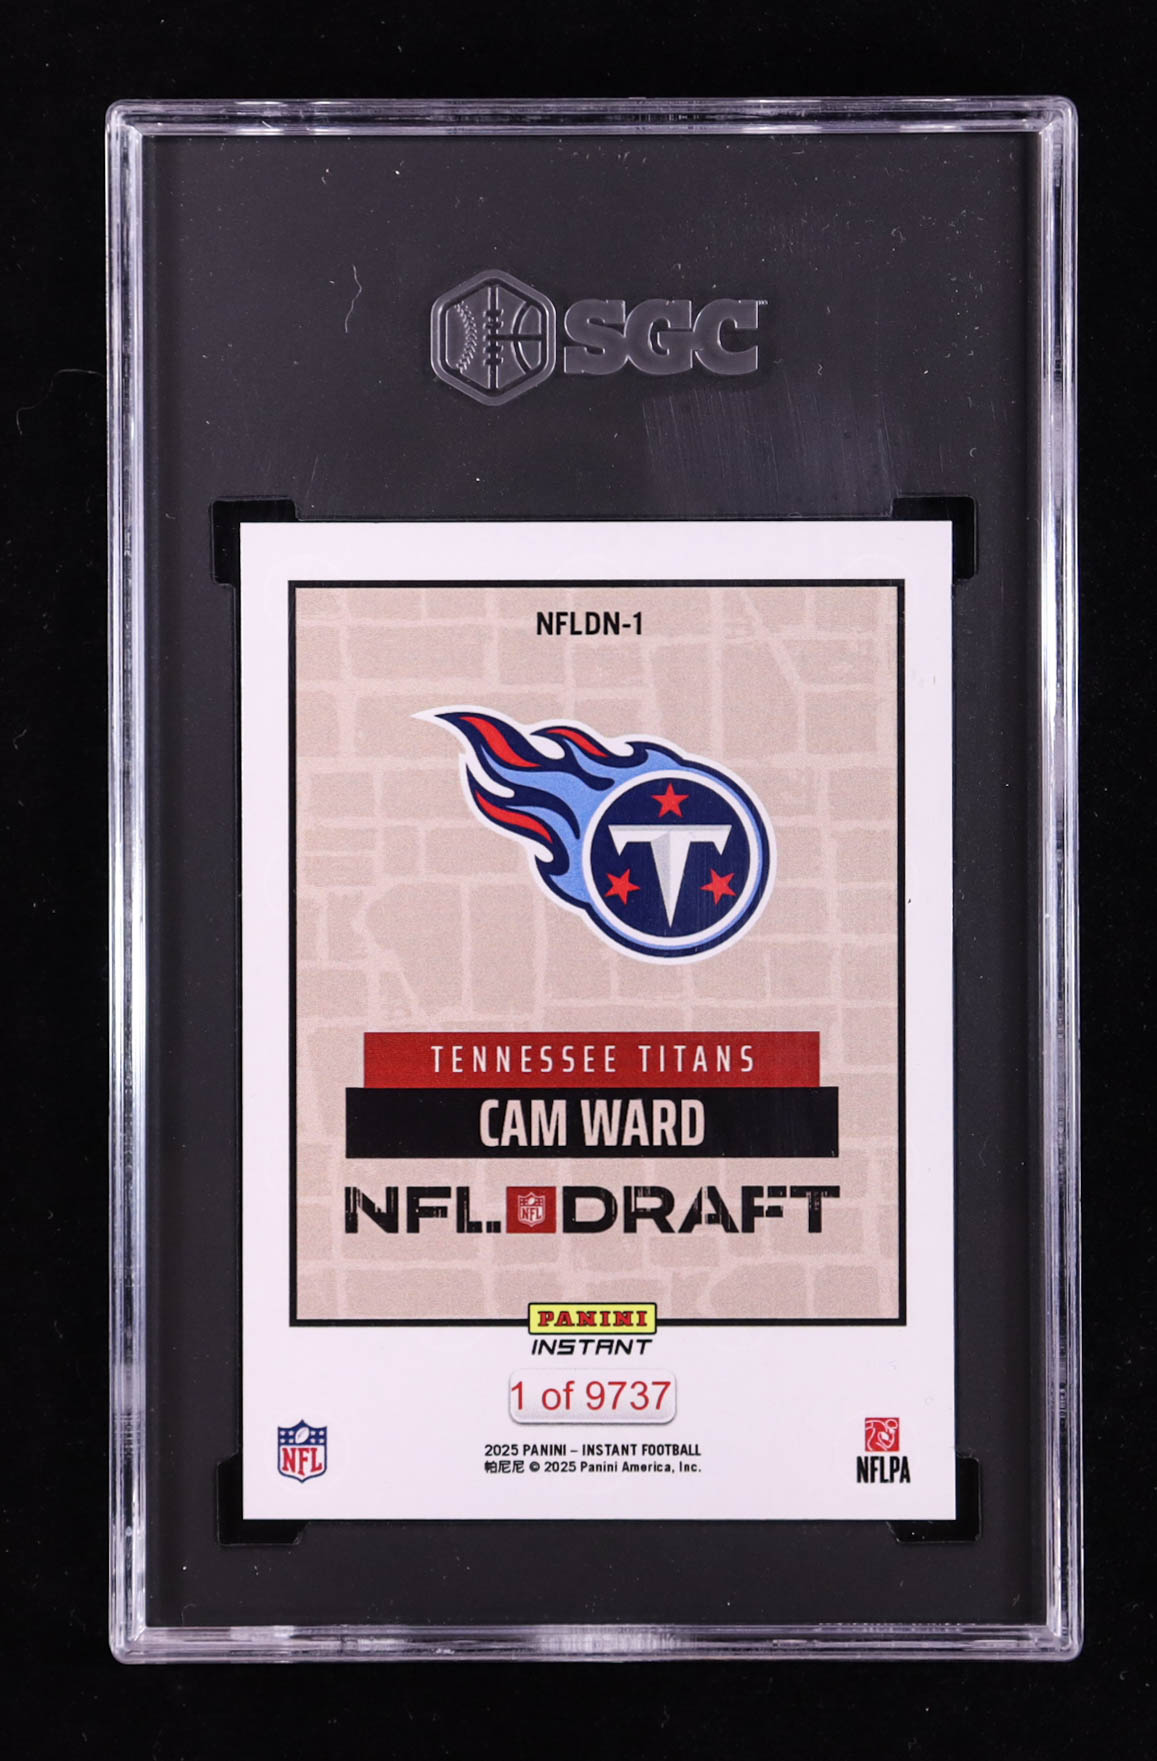 SGC
NFLDN-1
T
TENNESSEE TITANS
CAM WARD
NFL NFL DRAFT
PANINI
INSTANT
1 of 9737
NFL
2025 PANINI – INSTANT FOOTBALL
帕尼尼 © 2025 Panini America, Inc.
NFLPA